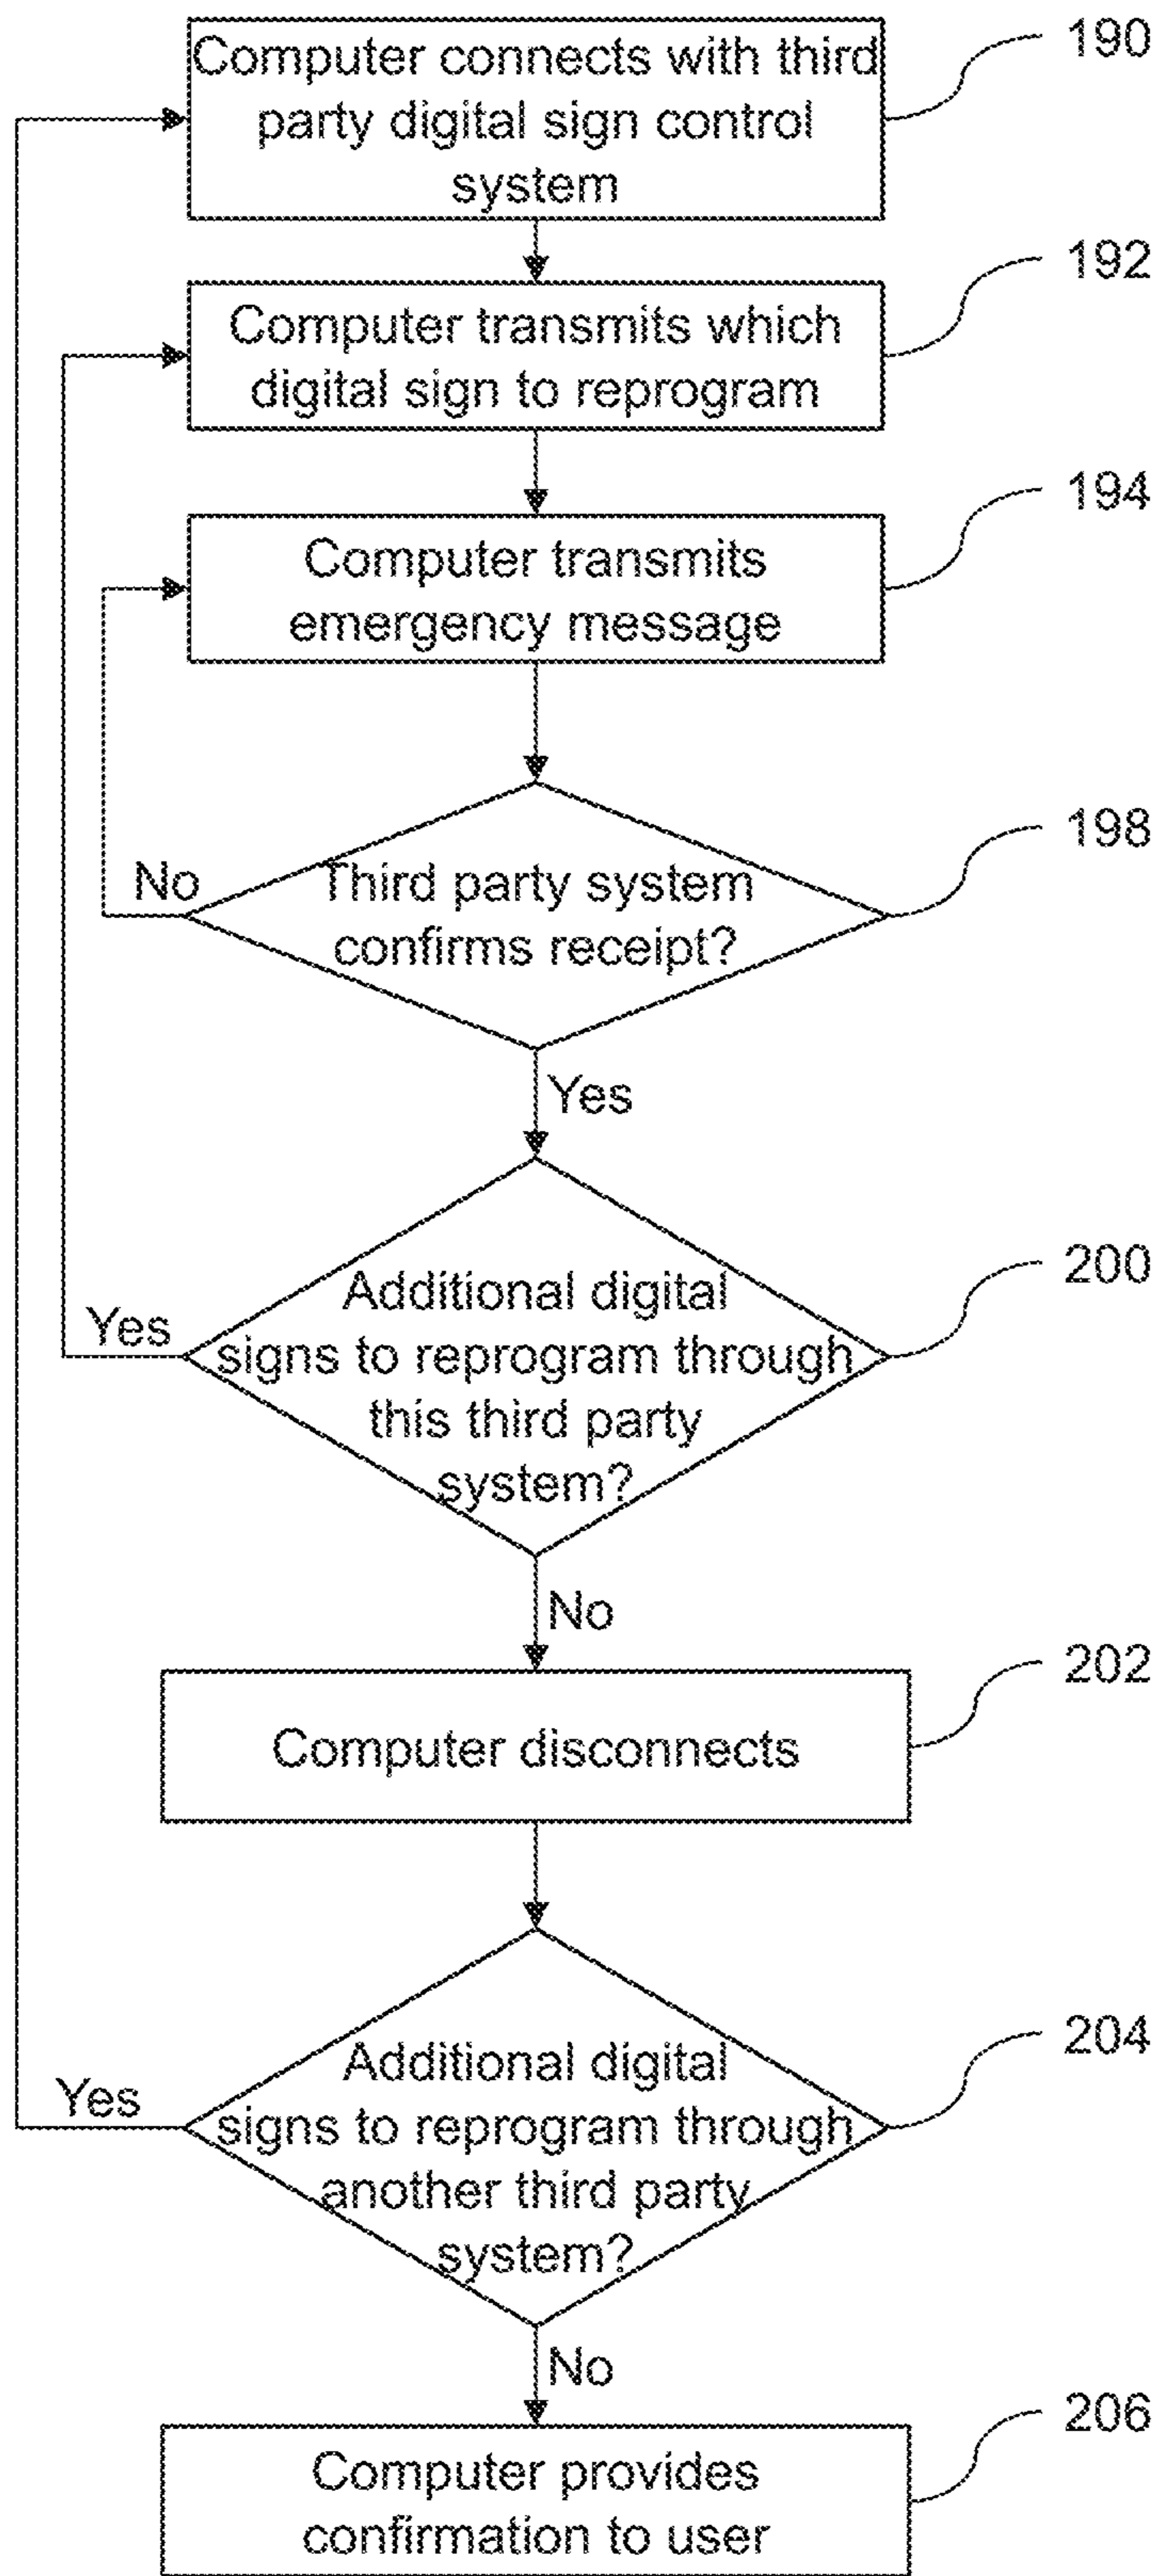 Computer connects with third
party digital sign control
system
190
Computer transmits which
digital sign to reprogram
192
Computer transmits
emergency message
194
Third party system
confirms receipt?
198
No
Yes
Additional digital
signs to reprogram through
this third party
system?
200
Yes
No
Computer disconnects
202
Additional digital
signs to reprogram through
another third party
system?
204
Yes
No
Computer provides
confirmation to user
206